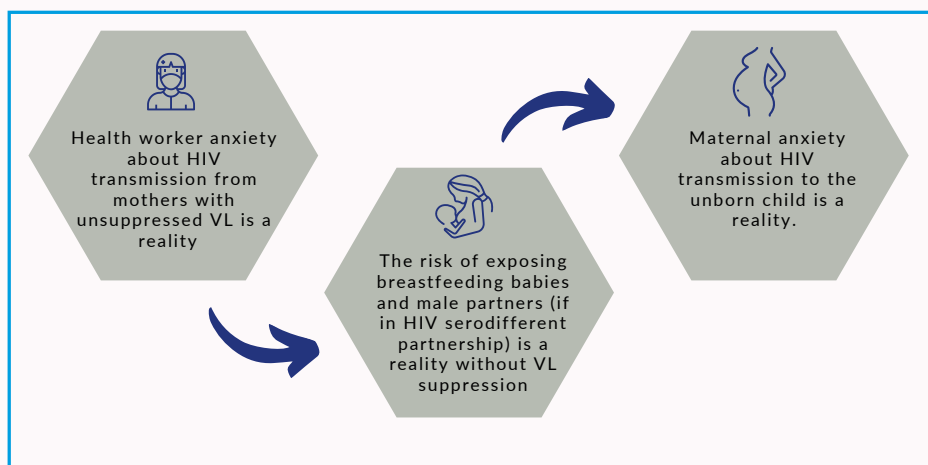 Health worker anxiety
about HIV
transmission from
mothers with
unsuppressed VL is a
reality
The risk of exposing
breastfeeding babies
and male partners (if
in HIV serodifferent
partnership) is a
reality without VL
suppression
Maternal anxiety
about HIV
transmission to the
unborn child is a
reality.